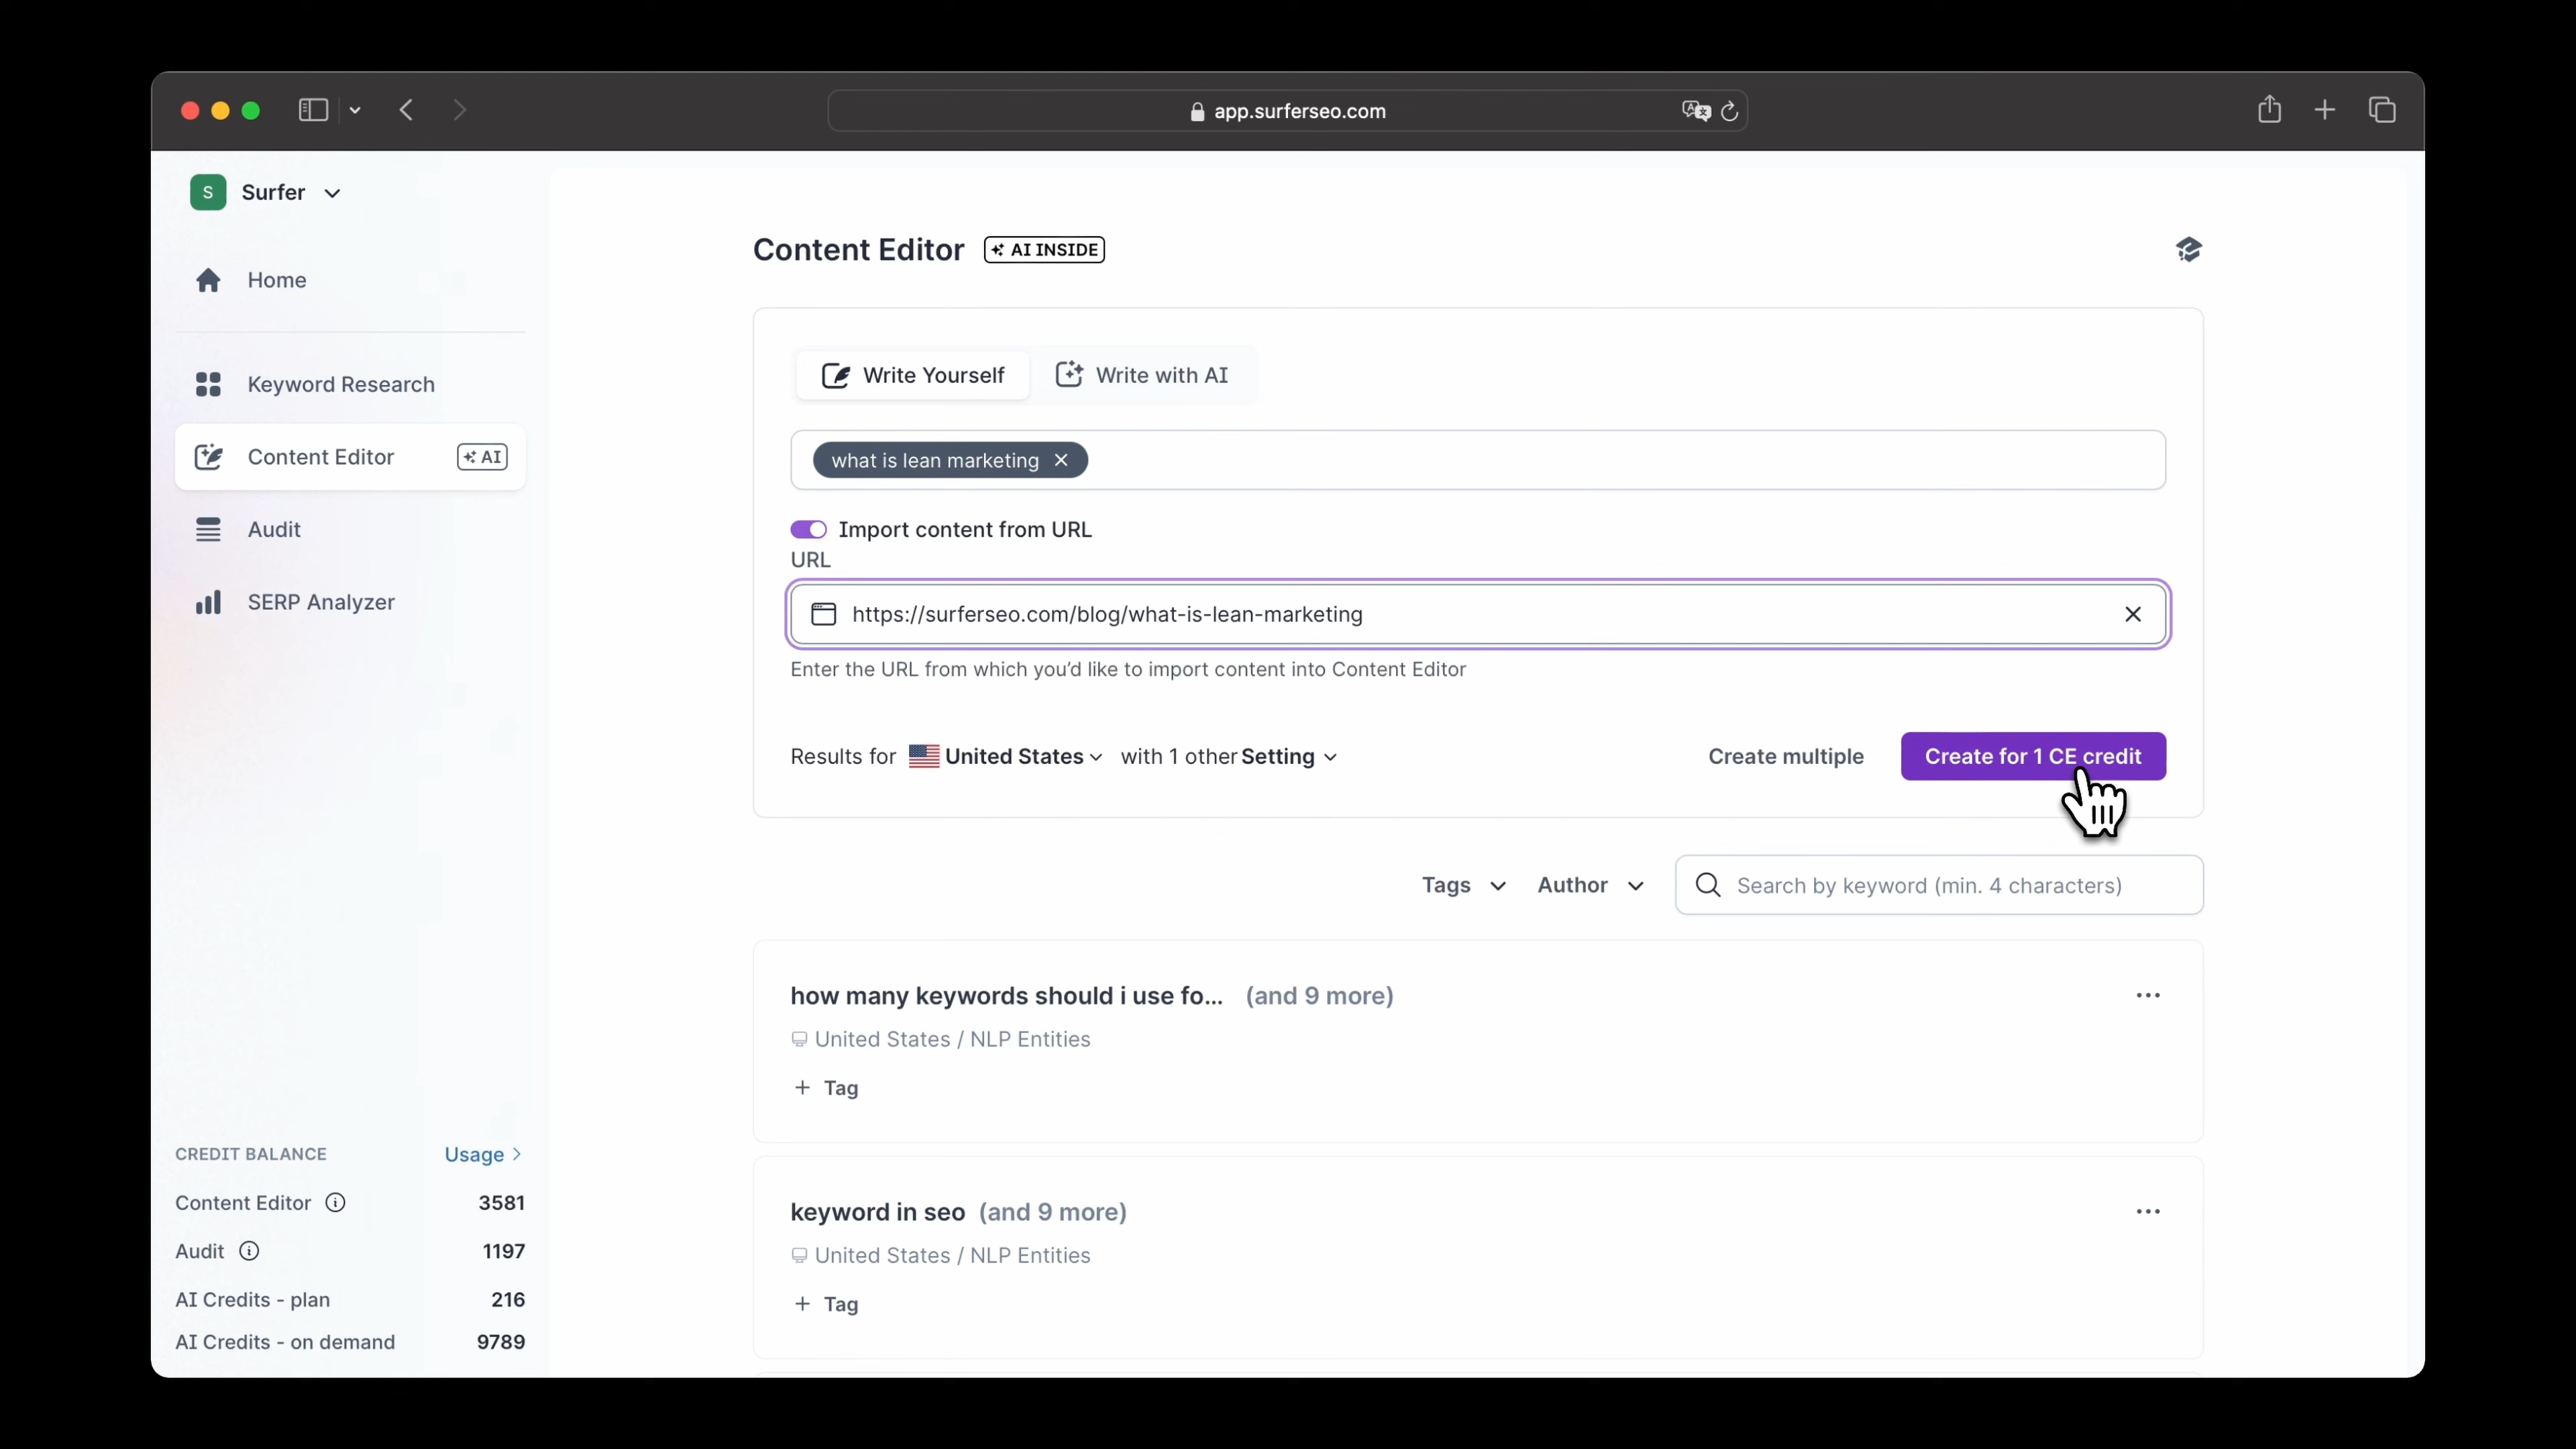 app.surferseo.com
S Surfer
Home
Keyword Research
Content Editor AI
Audit
SERP Analyzer
CREDIT BALANCE Usage >
Content Editor 3581
Audit 1197
AI Credits - plan 216
AI Credits - on demand 9789
Content Editor AI INSIDE
Write Yourself Write with AI
what is lean marketing ×
Import content from URL
URL
https://surferseo.com/blog/what-is-lean-marketing
Enter the URL from which you’d like to import content into Content Editor
Results for United States with 1 other Setting Create multiple Create for 1 CE credit
Tags Author Search by keyword (min. 4 characters)
how many keywords should i use fo... (and 9 more)
United States / NLP Entities
+ Tag
keyword in seo (and 9 more)
United States / NLP Entities
+ Tag